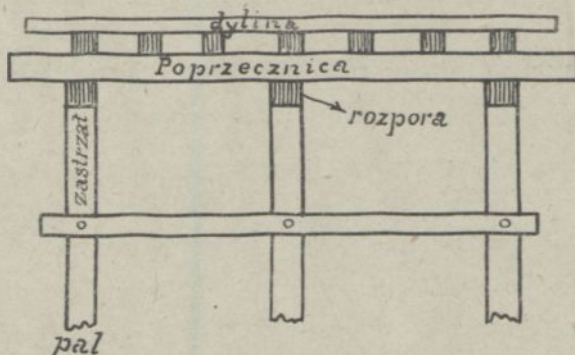 dylina
Poprzecznica
rozpora
zastrzał
pal